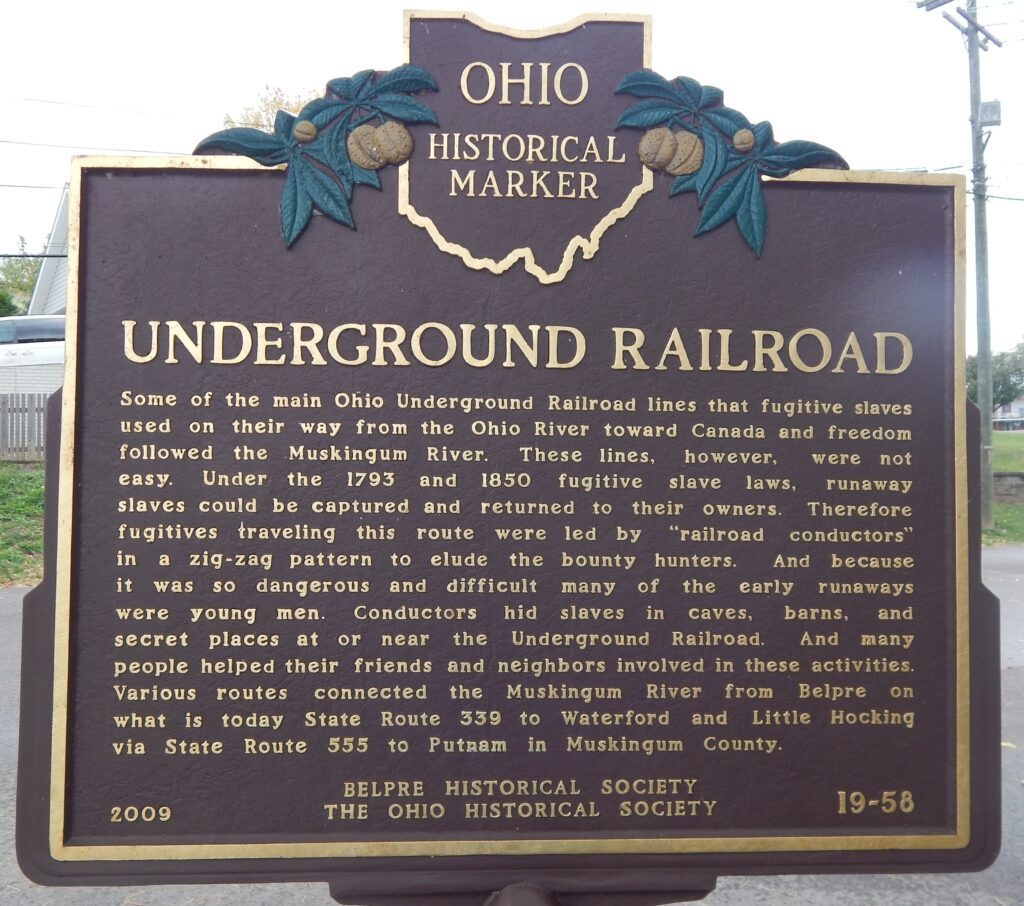 OHIO
HISTORICAL
MARKER
UNDERGROUND RAILROAD
Some of the main Ohio Underground Railroad lines that fugitive slaves
used on their way from the Ohio River toward Canada and freedom
followed the Muskingum River. These lines, however, were not
easy. Under the 1793 and 1850 fugitive slave laws, runaway
slaves could be captured and returned to their owners. Therefore
fugitives traveling this route were led by "railroad conductors"
in a zig-zag pattern to elude the bounty hunters. And because
it was so dangerous and difficult many of the early runaways
were young men. Conductors hid slaves in caves, barns, and
secret places at or near the Underground Railroad. And many
people helped their friends and neighbors involved in these activities.
Various routes connected the Muskingum River from Belpre on
what is today State Route 339 to Waterford and Little Hocking
via State Route 555 to Putnam in Muskingum County.
BELPRE HISTORICAL SOCIETY
THE OHIO HISTORICAL SOCIETY
2009
19-58